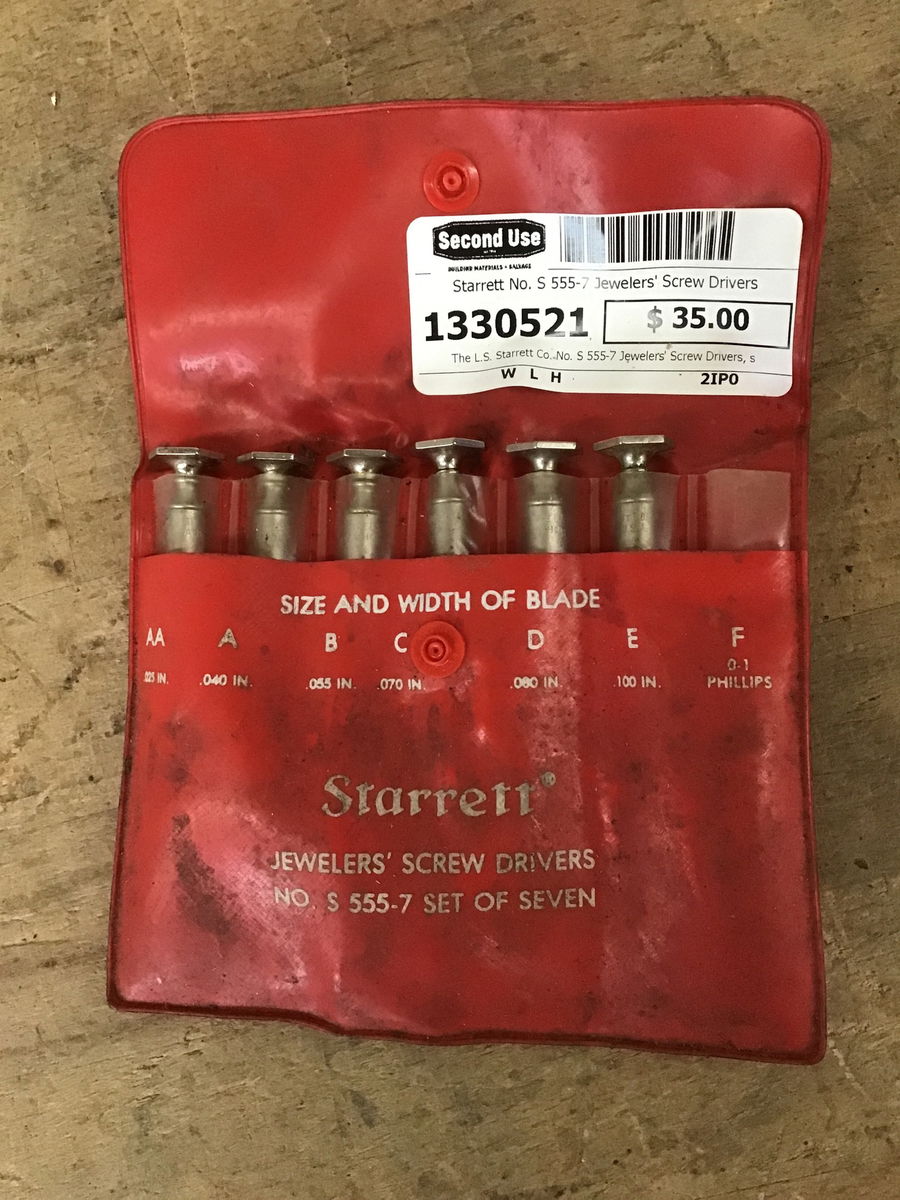 Second Use
BUILDING MATERIALS • SALVAGE
Starrett No. S 555-7 Jewelers' Screw Drivers
1330521 $ 35.00
The L.S. Starrett Co. No. S 555-7 Jewelers' Screw Drivers, s
W L H 2IP0
SIZE AND WIDTH OF BLADE
AA A B C D E F
.025 IN. .040 IN. .055 IN. .070 IN. .080 IN. .100 IN. 0-1 PHILLIPS
Starrett®
JEWELERS' SCREW DRIVERS
NO. S 555-7 SET OF SEVEN